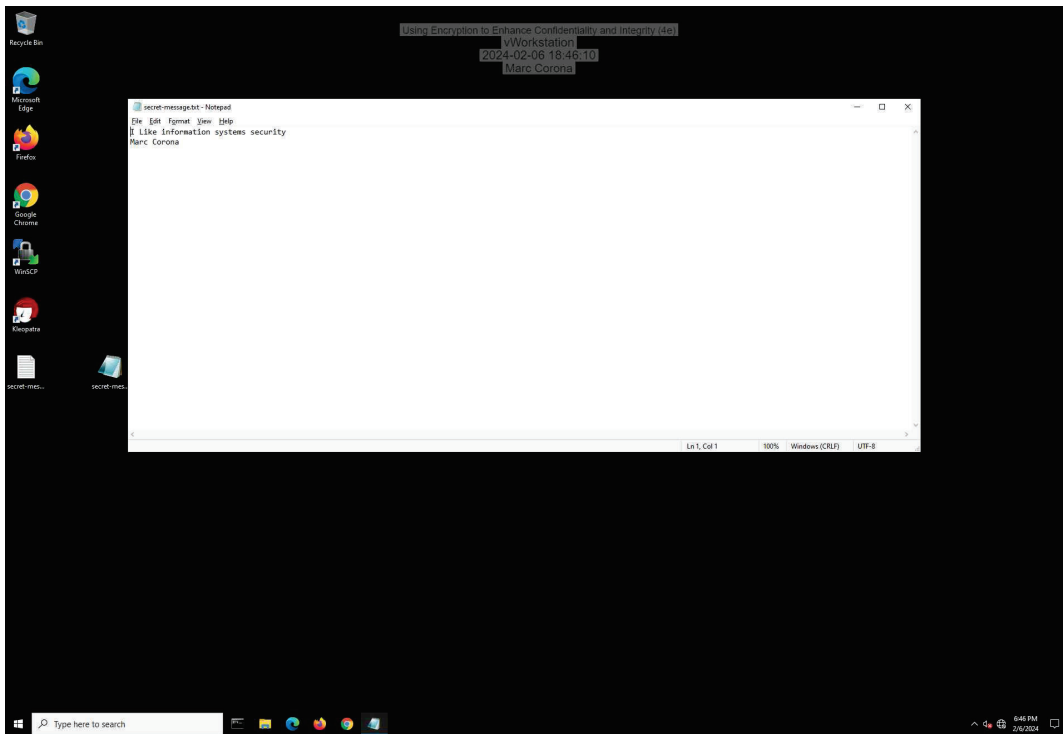 Recycle Bin
Using Encryption to Enhance Confidentiality and Integrity (4e)
vWorkstation
2024-02-06 18:46:10
Marc Corona
Microsoft
Edge
secret-message.txt - Notepad
File Edit Format View Help
I Like information systems security
Marc Corona
Firefox
Google
Chrome
WinSCP
Kleopatra
secret-mes...
secret-mes...
Ln 1, Col 1 100% Windows (CRLF) UTF-8
Type here to search
6:46 PM
2/6/2024